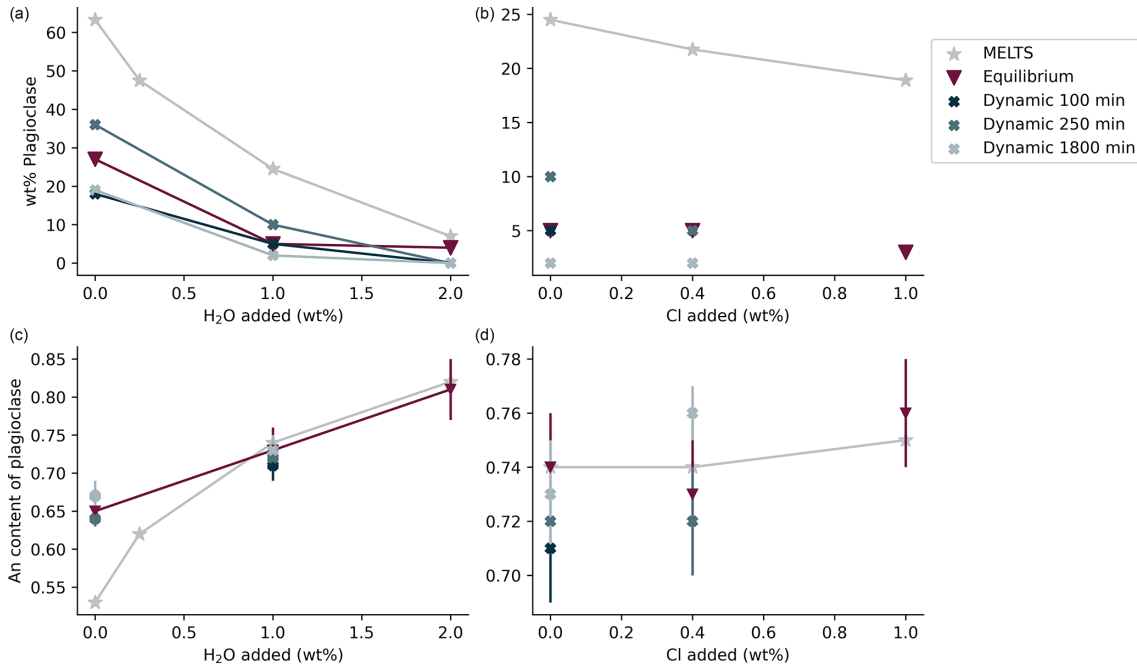 (a)
wt% Plagioclase
60
50
40
30
20
10
0
0.0 0.5 1.0 1.5 2.0
H₂O added (wt%)
(b)
25
20
15
10
5
0.0 0.2 0.4 0.6 0.8 1.0
Cl added (wt%)
MELTS
Equilibrium
Dynamic 100 min
Dynamic 250 min
Dynamic 1800 min
(c)
An content of plagioclase
0.85
0.80
0.75
0.70
0.65
0.60
0.55
0.0 0.5 1.0 1.5 2.0
H₂O added (wt%)
(d)
0.78
0.76
0.74
0.72
0.70
0.0 0.2 0.4 0.6 0.8 1.0
Cl added (wt%)